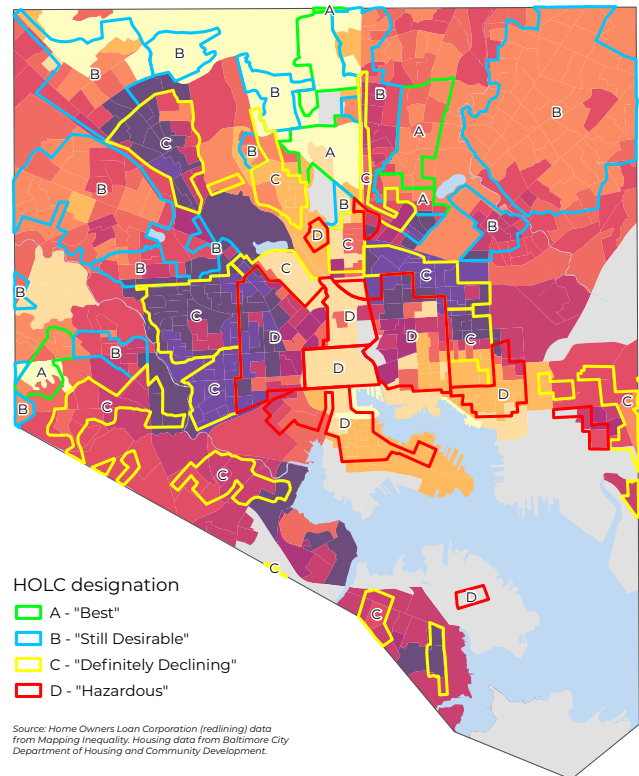 A
B
B
B
B
B
A
C
B
A
C
C
B
A
B
B
D
C
B
B
C
C
B
C
D
D
C
D
B
A
D
C
D
C
B
C
D
C
C
D
C
C
HOLC designation
A - "Best"
B - "Still Desirable"
C - "Definitely Declining"
D - "Hazardous"
Source: Home Owners Loan Corporation (redlining) data
from Mapping Inequality. Housing data from Baltimore City
Department of Housing and Community Development.